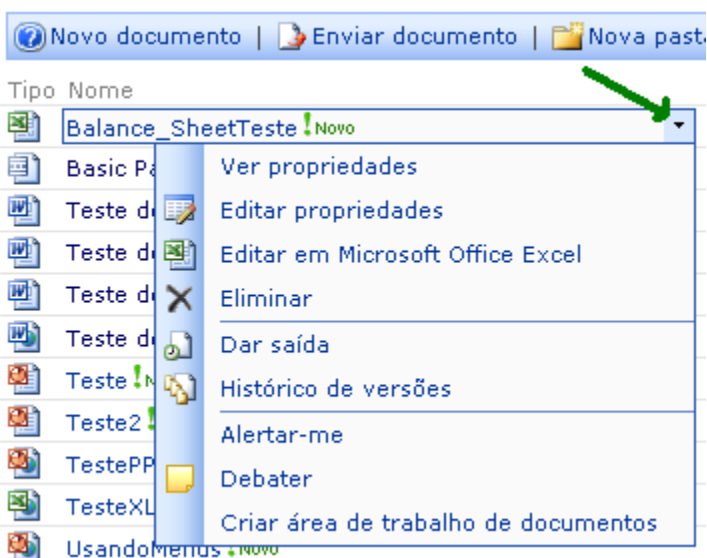 Novo documento | Enviar documento | Nova pasta
Tipo Nome
Balance_SheetTeste ! Novo
Basic
Ver propriedades
Teste
Editar propriedades
Teste
Editar em Microsoft Office Excel
Teste
Eliminar
Teste
Dar saída
Teste !
Histórico de versões
Teste2 !
Alertar-me
TestePP
Debater
TesteXL
Criar área de trabalho de documentos
UsandoMenus ! Novo